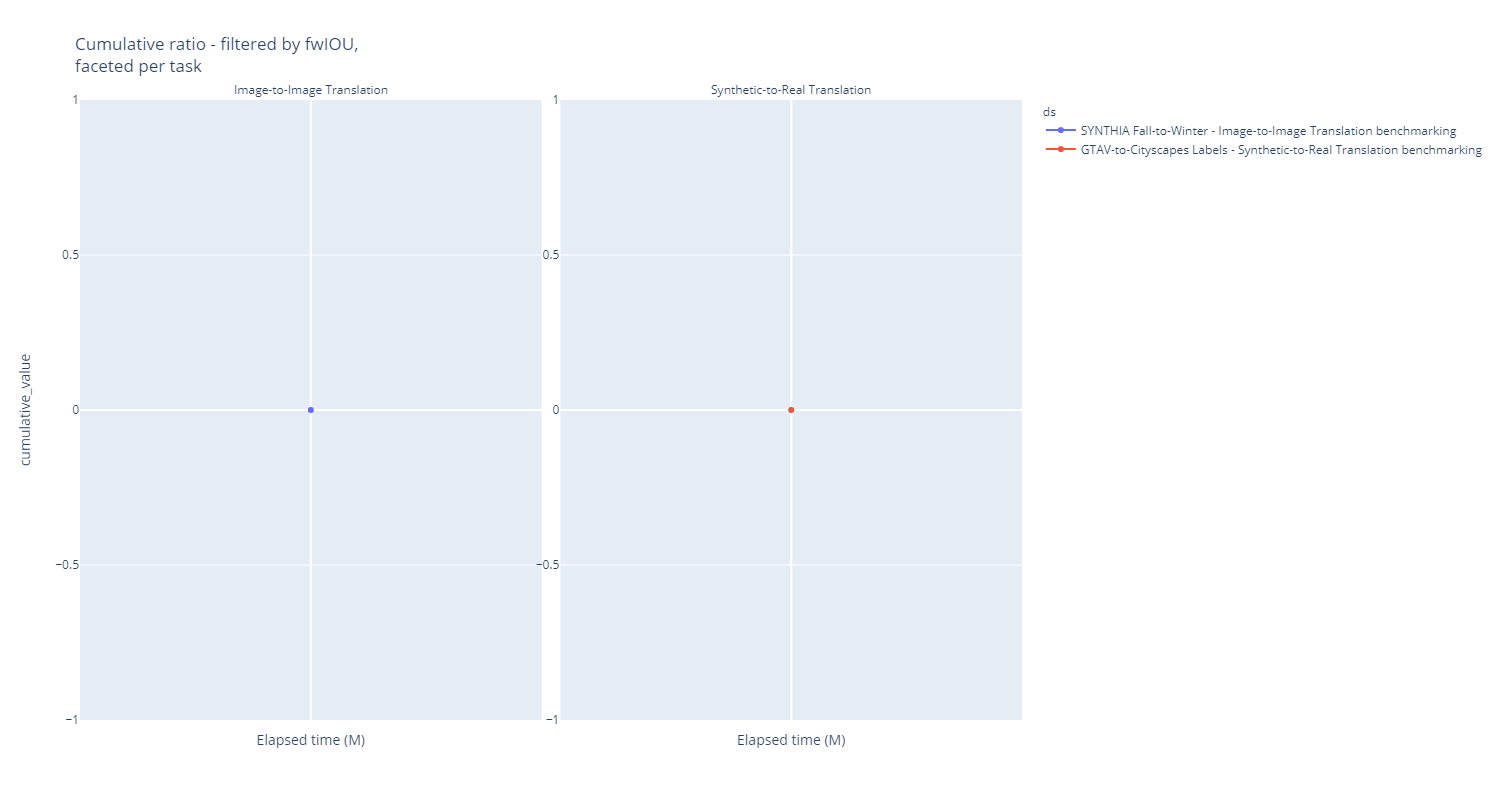 Cumulative ratio - filtered by fwIOU,
faceted per task
Image-to-Image Translation
Synthetic-to-Real Translation
1
0.5
0
−0.5
−1
1
0.5
0
−0.5
−1
cumulative_value
Elapsed time (M)
Elapsed time (M)
ds
SYNTHIA Fall-to-Winter - Image-to-Image Translation benchmarking
GTAV-to-Cityscapes Labels - Synthetic-to-Real Translation benchmarking